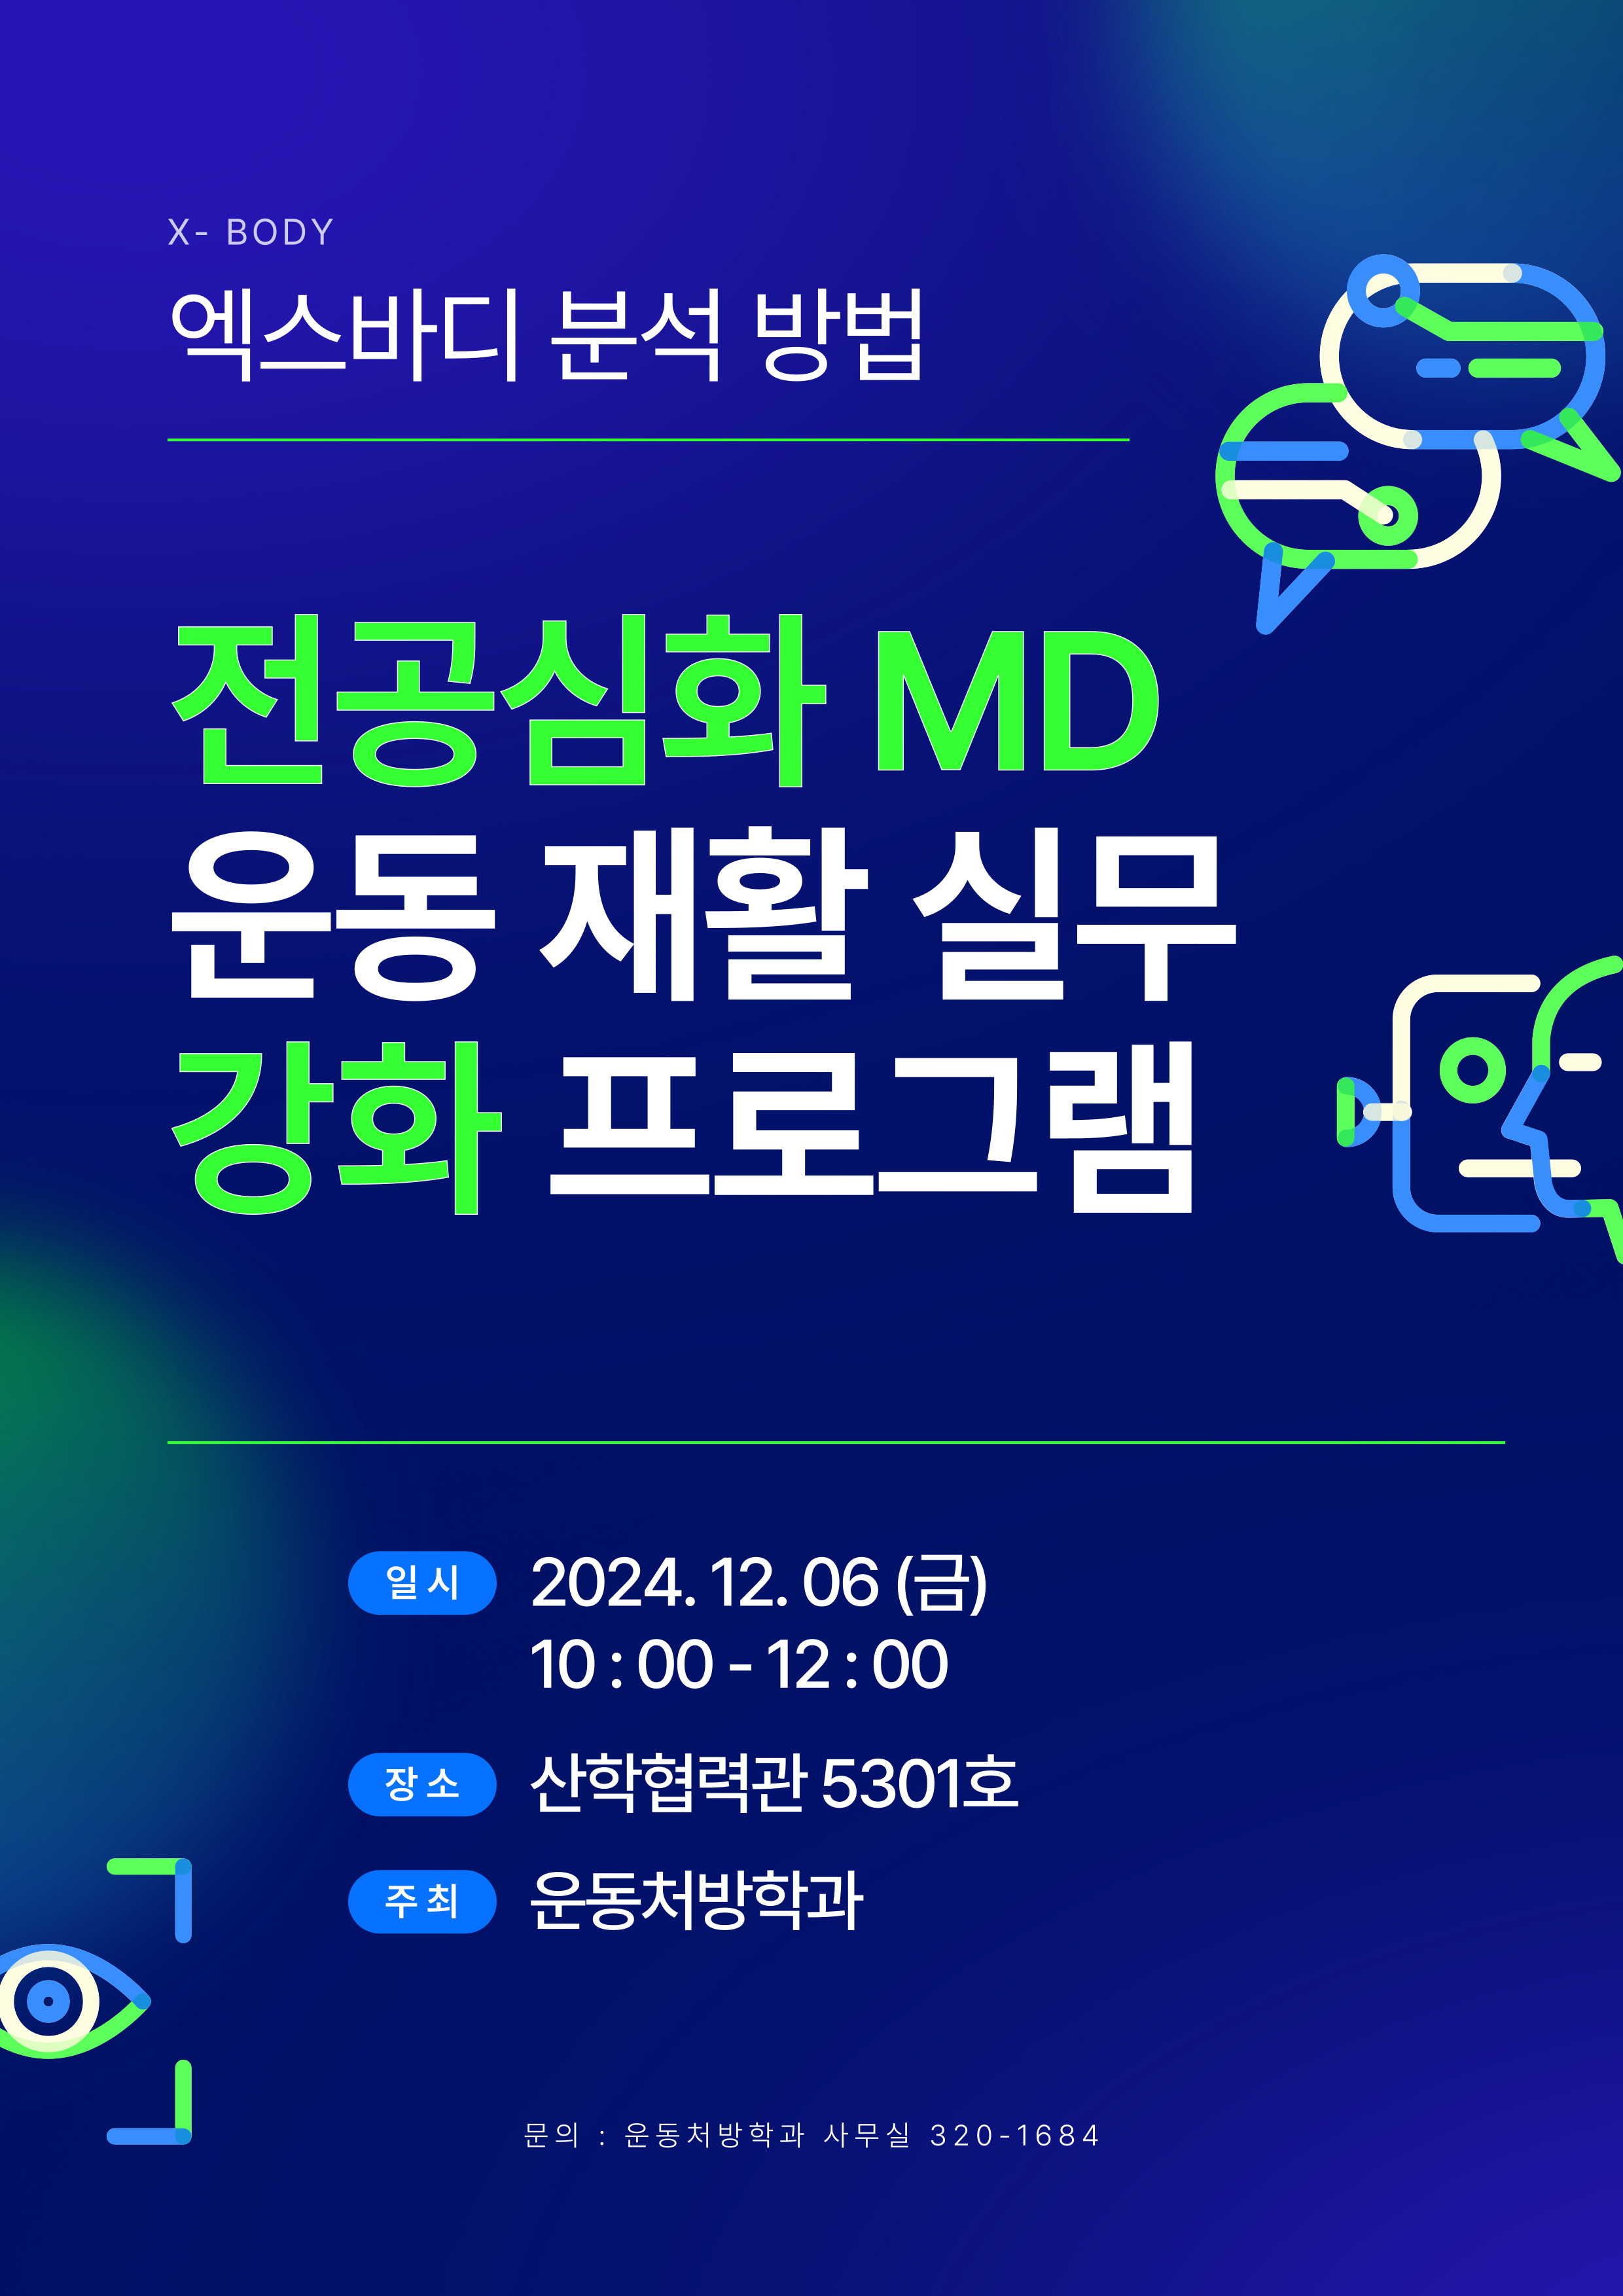 X- BODY
엑스바디 분석 방법
전공심화 MD
운동 재활 실무
강화 프로그램
일시 2024. 12. 06 (금)
10 : 00 - 12 : 00
장소 산학협력관 5301호
주최 운동처방학과
문의 : 운동처방학과 사무실 320-1684